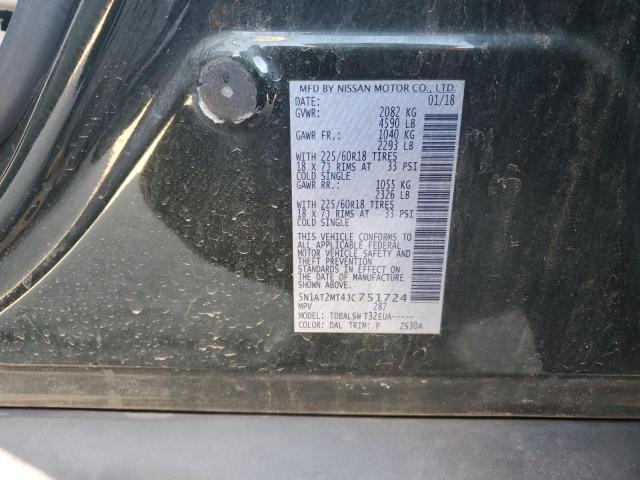 MFD BY NISSAN MOTOR CO., LTD.
DATE: 01/18
GVWR: 2082 KG
4590 LB
GAWR FR.: 1040 KG
2293 LB
WITH 225/60R18 TIRES
18 X 7J RIMS AT 33 PSI
COLD SINGLE
GAWR RR.: 1055 KG
2326 LB
WITH 225/60R18 TIRES
18 X 7J RIMS AT 33 PSI
COLD SINGLE
THIS VEHICLE CONFORMS TO
ALL APPLICABLE FEDERAL
MOTOR VEHICLE SAFETY AND
THEFT PREVENTION
STANDARDS IN EFFECT ON
THE DATE OF MANUFACTURE
SHOWN ABOVE.
5N1AT2MT4JC751724
MPV 287
MODEL: TDBALSWT32EUA-----
COLOR: DAL TRIM: P ZS30A